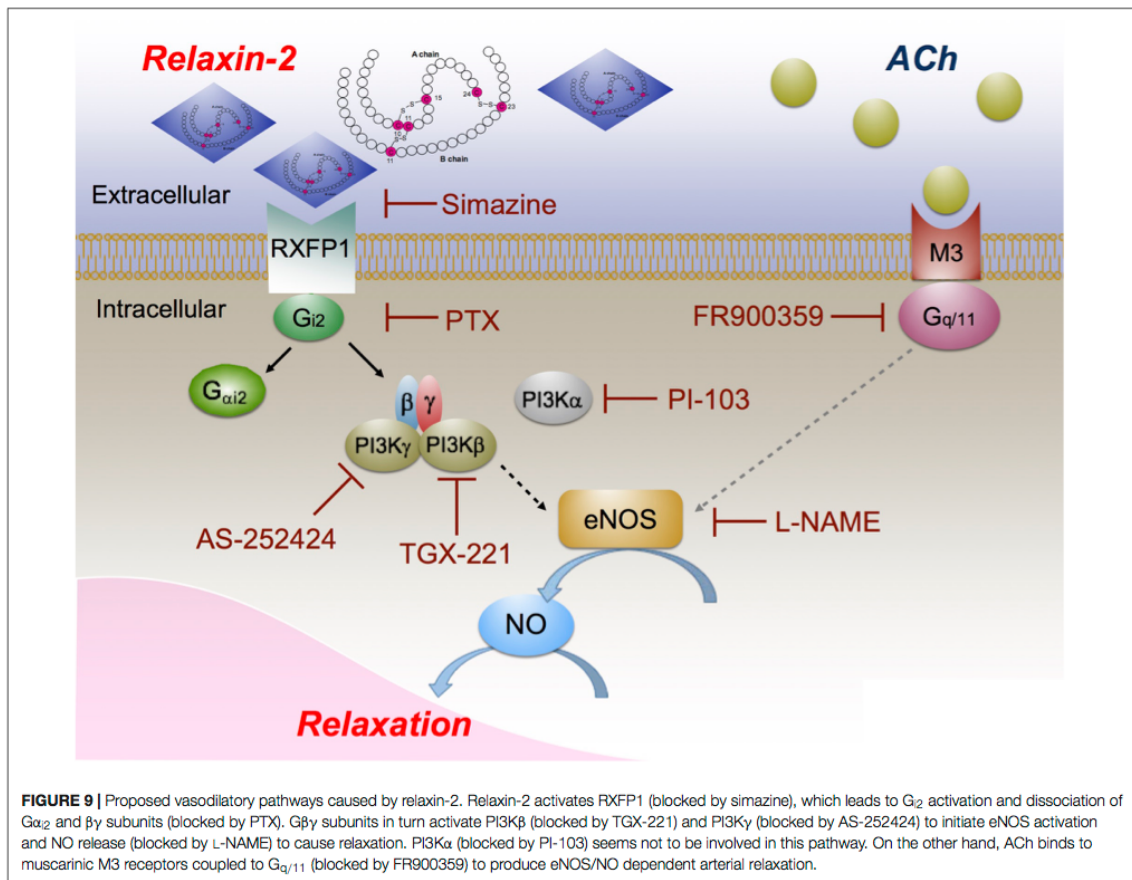 Relaxin-2
ACh
A chain
S
S
15
24
S
S
23
C
C
C
C
C
C
11
10
S-S
11
B chain
Extracellular
Simazine
RXFP1
M3
Intracellular
Gi2
PTX
FR900359
Gq/11
Gαi2
β γ
PI3Kα
PI-103
PI3Kγ
PI3Kβ
AS-252424
TGX-221
eNOS
L-NAME
NO
Relaxation
FIGURE 9 | Proposed vasodilatory pathways caused by relaxin-2. Relaxin-2 activates RXFP1 (blocked by simazine), which leads to Gi2 activation and dissociation of
Gαi2 and βγ subunits (blocked by PTX). Gβγ subunits in turn activate PI3Kβ (blocked by TGX-221) and PI3Kγ (blocked by AS-252424) to initiate eNOS activation
and NO release (blocked by L-NAME) to cause relaxation. PI3Kα (blocked by PI-103) seems not to be involved in this pathway. On the other hand, ACh binds to
muscarinic M3 receptors coupled to Gq/11 (blocked by FR900359) to produce eNOS/NO dependent arterial relaxation.